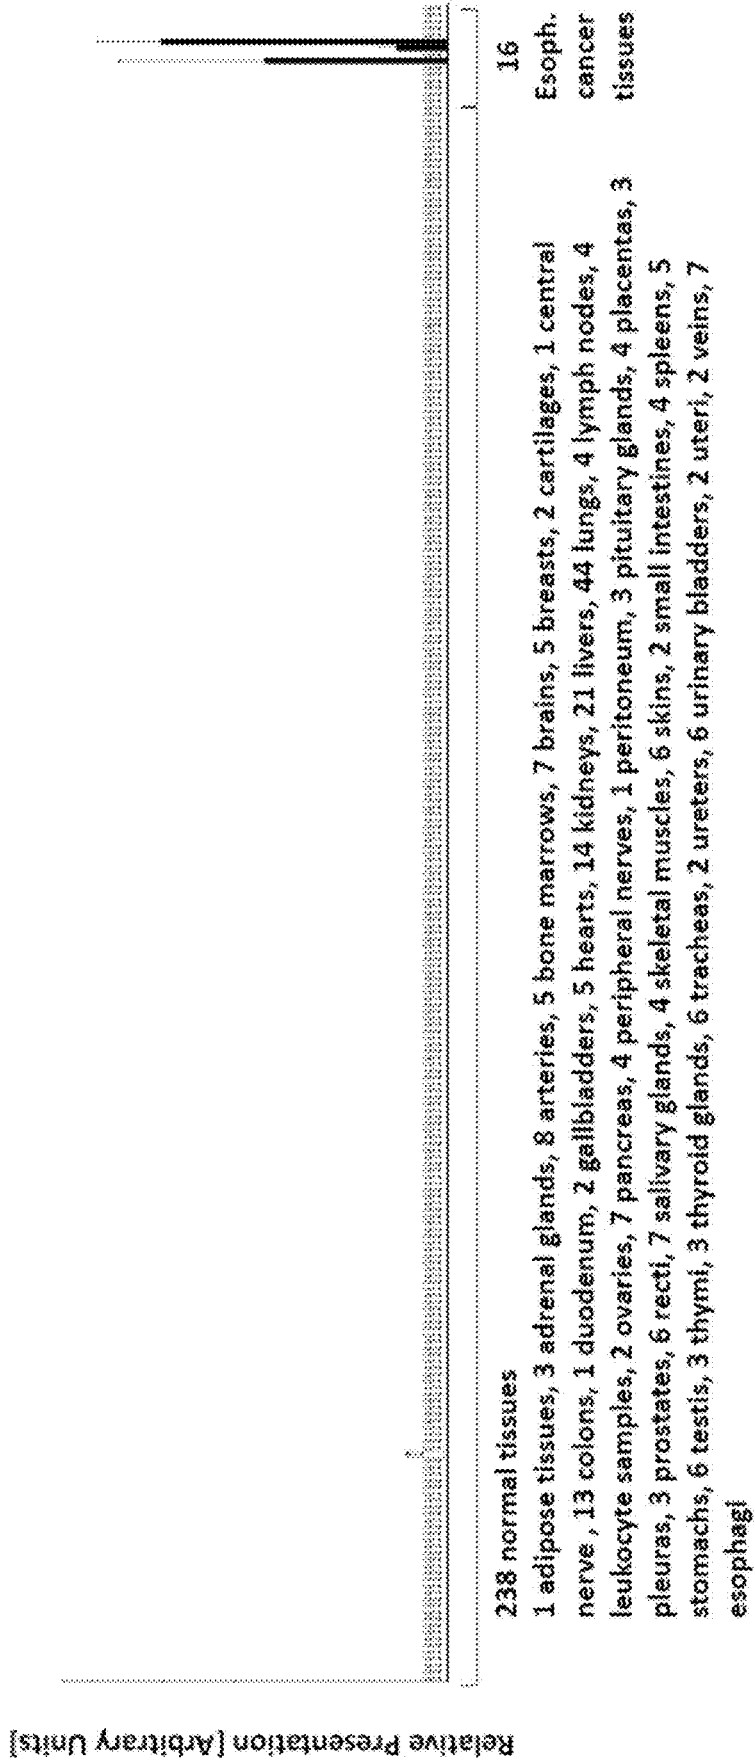 Relative Presentation [Arbitrary Units]
238 normal tissues
1 adipose tissues, 3 adrenal glands, 8 arteries, 5 bone marrows, 7 brains, 5 breasts, 2 cartilages, 1 central
nerve , 13 colons, 1 duodenum, 2 gallbladders, 5 hearts, 14 kidneys, 21 livers, 44 lungs, 4 lymph nodes, 4
leukocyte samples, 2 ovaries, 7 pancreas, 4 peripheral nerves, 1 peritoneum, 3 pituitary glands, 4 placentas, 3
pleuras, 3 prostates, 6 recti, 7 salivary glands, 4 skeletal muscles, 6 skins, 2 small intestines, 4 spleens, 5
stomachs, 6 testis, 3 thymi, 3 thyroid glands, 6 tracheas, 2 ureters, 6 urinary bladders, 2 uteri, 2 veins, 7
esophagi
16
Esoph.
cancer
tissues